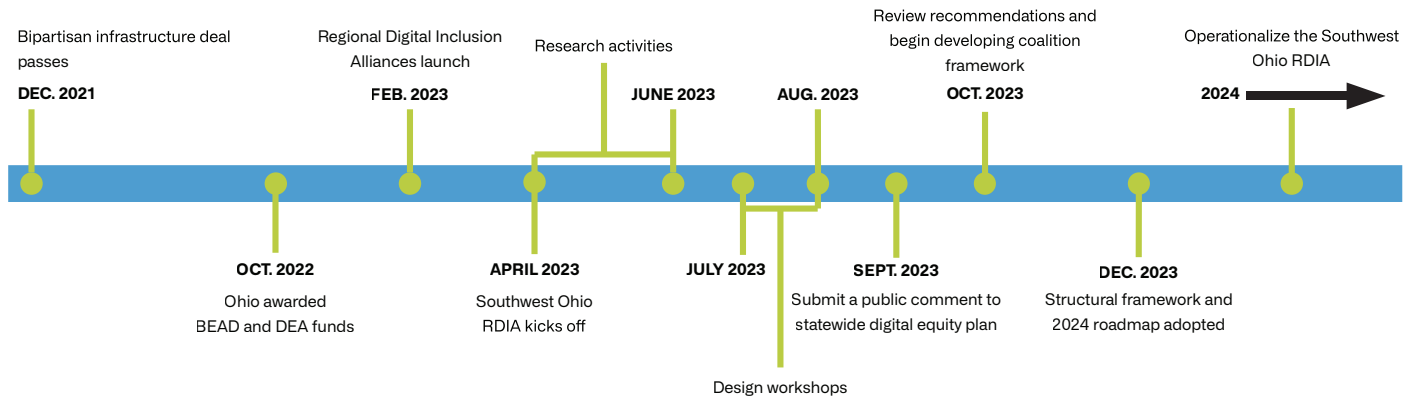 Bipartisan infrastructure deal
passes
DEC. 2021
OCT. 2022
Ohio awarded
BEAD and DEA funds
Regional Digital Inclusion
Alliances launch
FEB. 2023
APRIL 2023
Southwest Ohio
RDIA kicks off
Research activities
JUNE 2023
JULY 2023
AUG. 2023
Design workshops
SEPT. 2023
Submit a public comment to
statewide digital equity plan
Review recommendations and
begin developing coalition
framework
OCT. 2023
DEC. 2023
Structural framework and
2024 roadmap adopted
Operationalize the Southwest
Ohio RDIA
2024